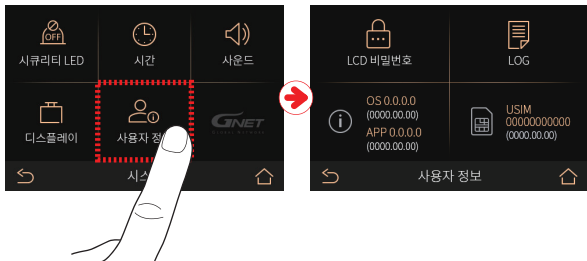 OFF
시큐리티 LED
시간
사운드
디스플레이
사용자 정
GNET
시스
LCD 비밀번호
LOG
OS 0.0.0.0
(0000.00.00)
APP 0.0.0.0
(0000.00.00)
USIM
00000000000
(0000.00.00)
사용자 정보